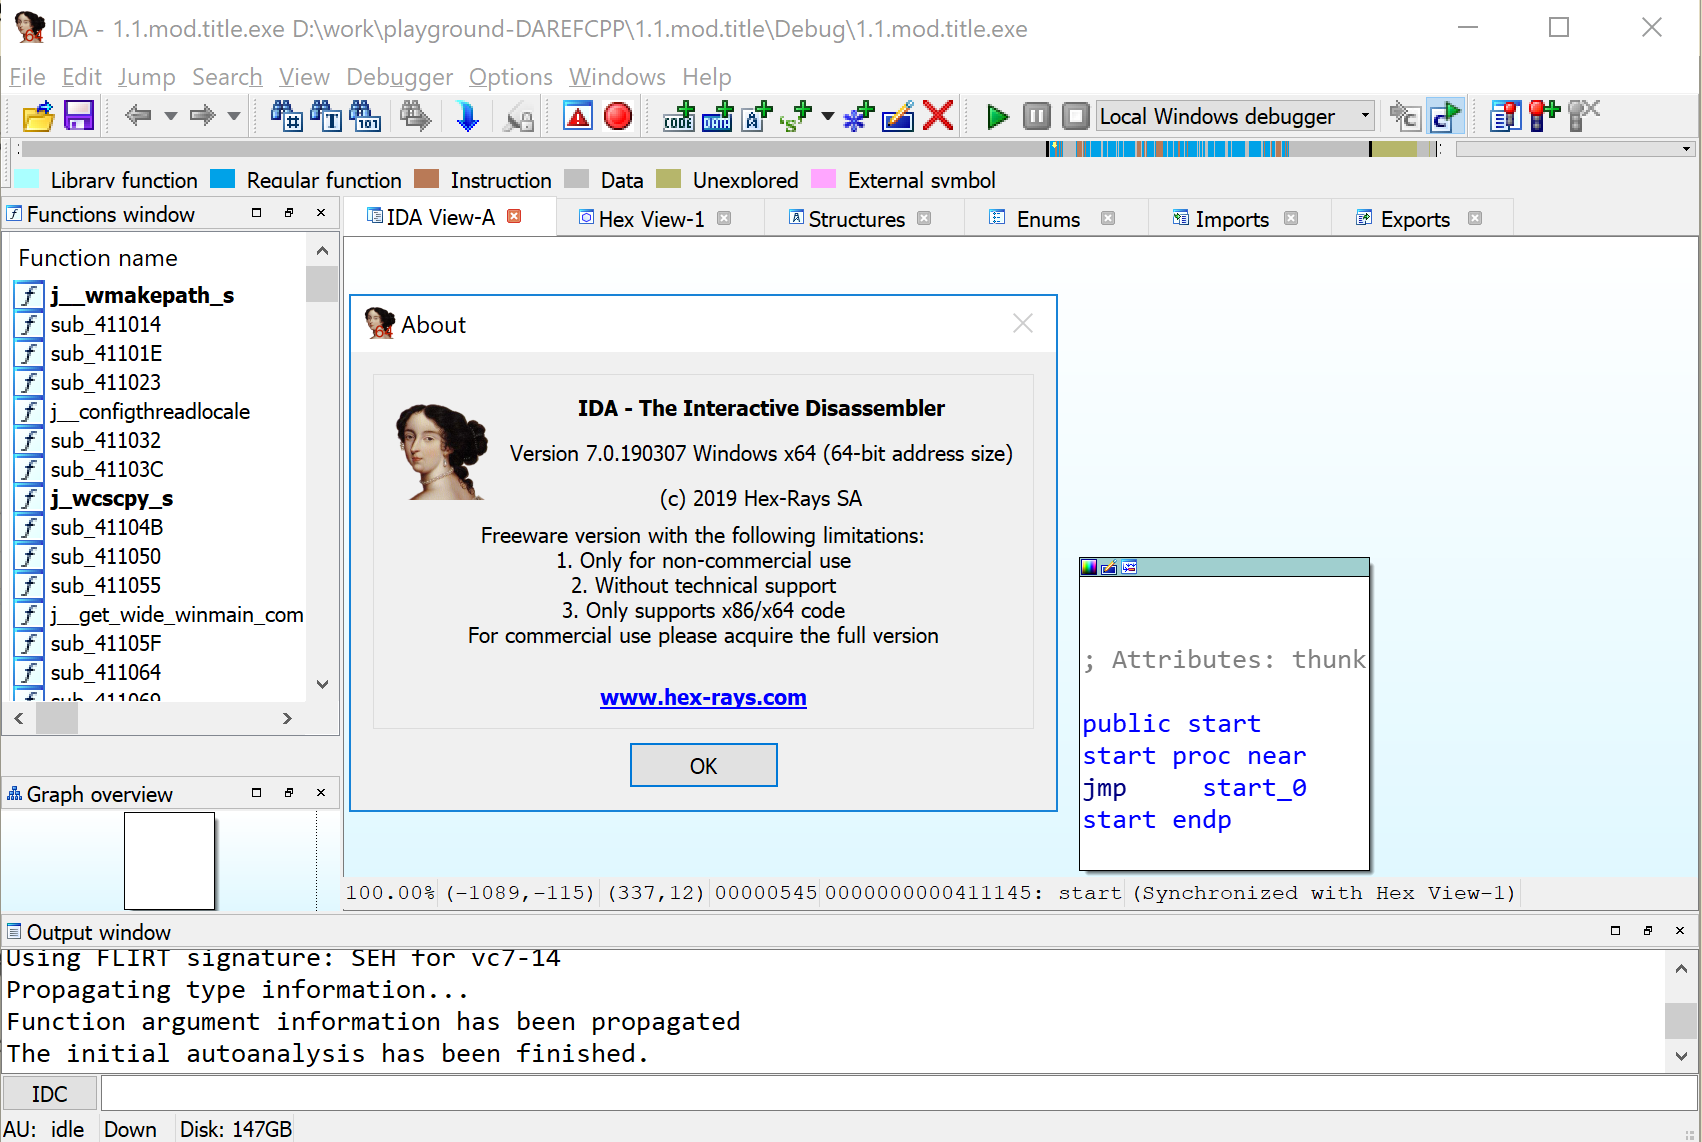 IDA - 1.1.mod.title.exe D:\work\playground-DAREFCPP\1.1.mod.title\Debug\1.1.mod.title.exe
File Edit Jump Search View Debugger Options Windows Help
Local Windows debugger
Library function Regular function Instruction Data Unexplored External symbol
Functions window
IDA View-A Hex View-1 Structures Enums Imports Exports
Function name
j__wmakepath_s
sub_411014
sub_41101E
sub_411023
j__configthreadlocale
sub_411032
sub_41103C
j_wcscpy_s
sub_41104B
sub_411050
sub_411055
j__get_wide_winmain_com
sub_41105F
sub_411064
sub_411069
Graph overview
About
IDA - The Interactive Disassembler
Version 7.0.190307 Windows x64 (64-bit address size)
(c) 2019 Hex-Rays SA
Freeware version with the following limitations:
1. Only for non-commercial use
2. Without technical support
3. Only supports x86/x64 code
For commercial use please acquire the full version
www.hex-rays.com
OK
; Attributes: thunk
public start
start proc near
jmp start_0
start endp
100.00% (-1089,-115) (337,12) 00000545 0000000000411145: start (Synchronized with Hex View-1)
Output window
Using FLIRT signature: SEH for vc7-14
Propagating type information...
Function argument information has been propagated
The initial autoanalysis has been finished.
IDC
AU: idle Down Disk: 147GB